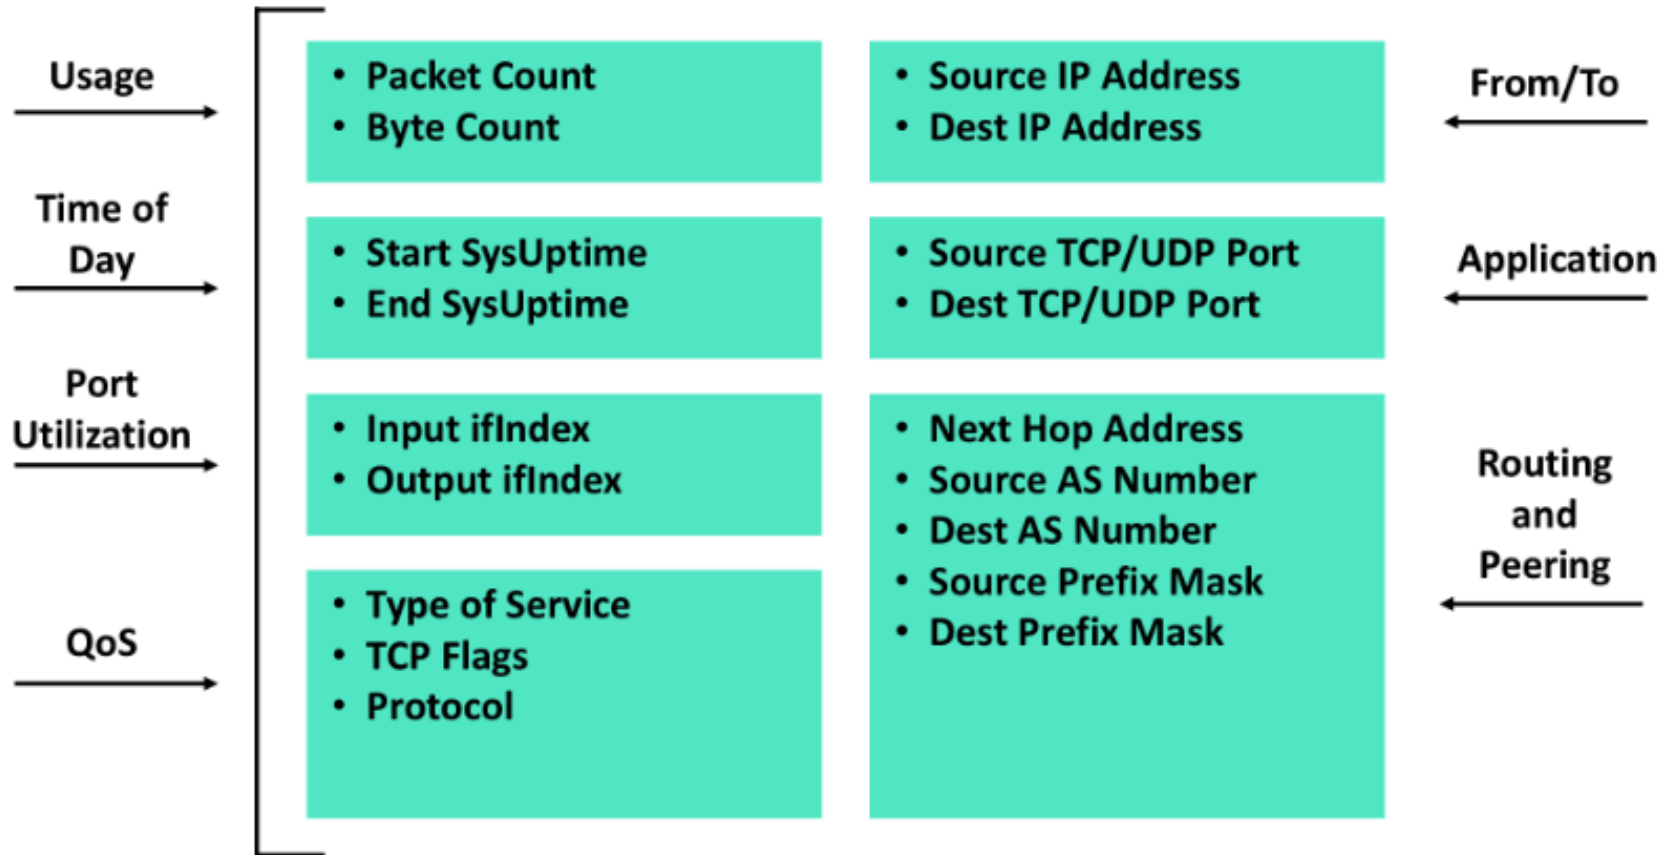 Usage
• Packet Count
• Byte Count
• Source IP Address
• Dest IP Address
From/To
Time of
Day
• Start SysUptime
• End SysUptime
• Source TCP/UDP Port
• Dest TCP/UDP Port
Application
Port
Utilization
• Input ifIndex
• Output ifIndex
• Next Hop Address
• Source AS Number
• Dest AS Number
• Source Prefix Mask
• Dest Prefix Mask
Routing
and
Peering
QoS
• Type of Service
• TCP Flags
• Protocol